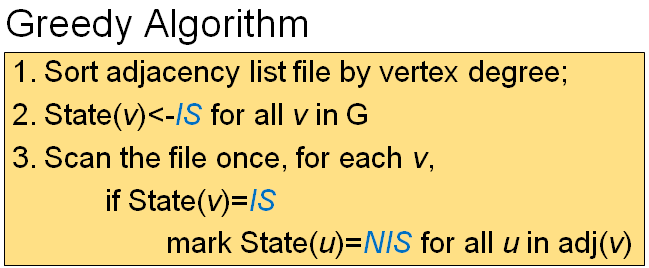 Greedy Algorithm
1. Sort adjacency list file by vertex degree;
2. State(v)<-IS for all v in G
3. Scan the file once, for each v,
if State(v)=IS
mark State(u)=NIS for all u in adj(v)